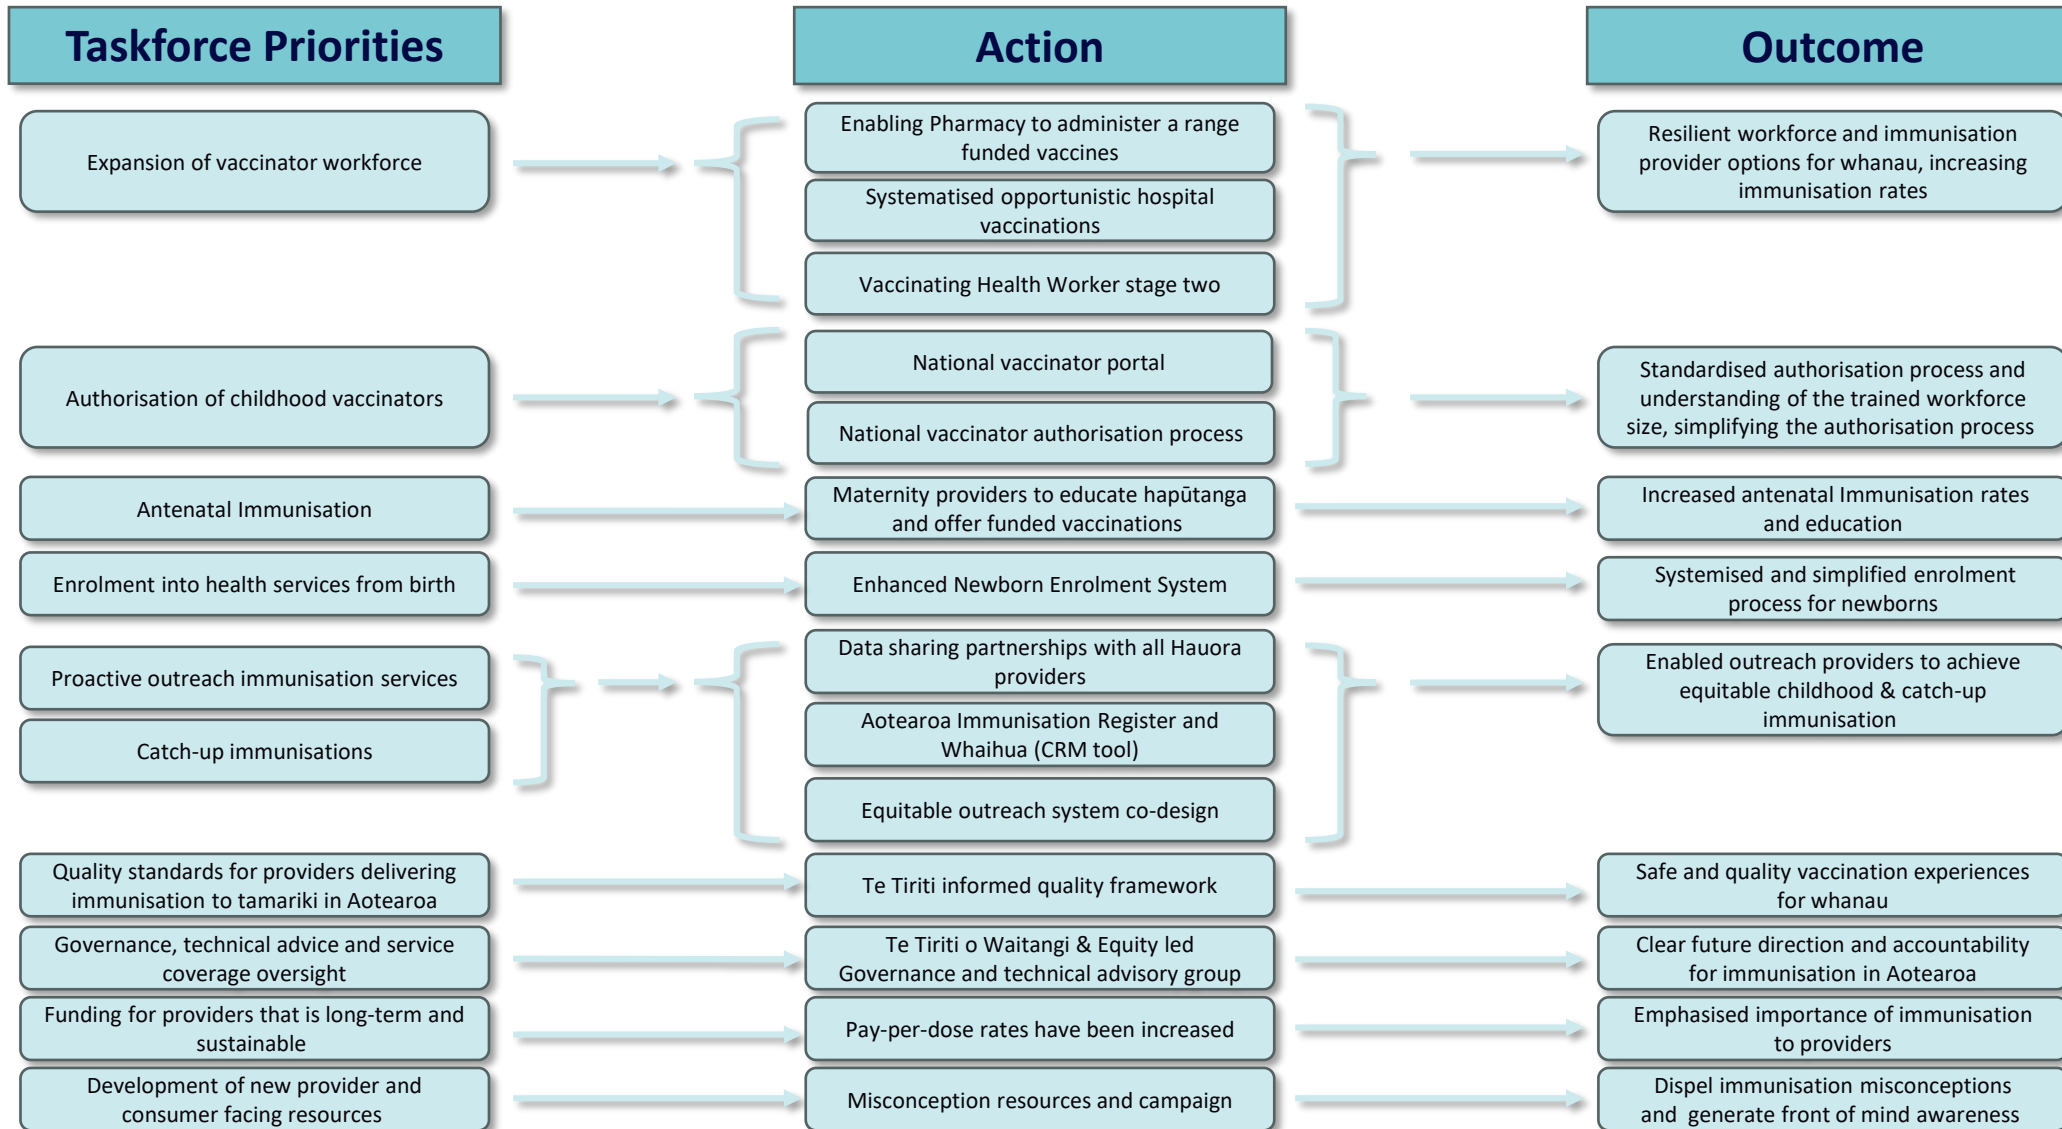 Taskforce Priorities
Action
Outcome
Expansion of vaccinator workforce
Enabling Pharmacy to administer a range
funded vaccines
Systematised opportunistic hospital
vaccinations
Vaccinating Health Worker stage two
Resilient workforce and immunisation
provider options for whanau, increasing
immunisation rates
Authorisation of childhood vaccinators
National vaccinator portal
National vaccinator authorisation process
Standardised authorisation process and
understanding of the trained workforce
size, simplifying the authorisation process
Antenatal Immunisation
Maternity providers to educate hapūtanga
and offer funded vaccinations
Increased antenatal Immunisation rates
and education
Enrolment into health services from birth
Enhanced Newborn Enrolment System
Systemised and simplified enrolment
process for newborns
Proactive outreach immunisation services
Catch-up immunisations
Data sharing partnerships with all Hauora
providers
Aotearoa Immunisation Register and
Whaihua (CRM tool)
Equitable outreach system co-design
Enabled outreach providers to achieve
equitable childhood & catch-up
immunisation
Quality standards for providers delivering
immunisation to tamariki in Aotearoa
Te Tiriti informed quality framework
Safe and quality vaccination experiences
for whanau
Governance, technical advice and service
coverage oversight
Te Tiriti o Waitangi & Equity led
Governance and technical advisory group
Clear future direction and accountability
for immunisation in Aotearoa
Funding for providers that is long-term and
sustainable
Pay-per-dose rates have been increased
Emphasised importance of immunisation
to providers
Development of new provider and
consumer facing resources
Misconception resources and campaign
Dispel immunisation misconceptions
and generate front of mind awareness